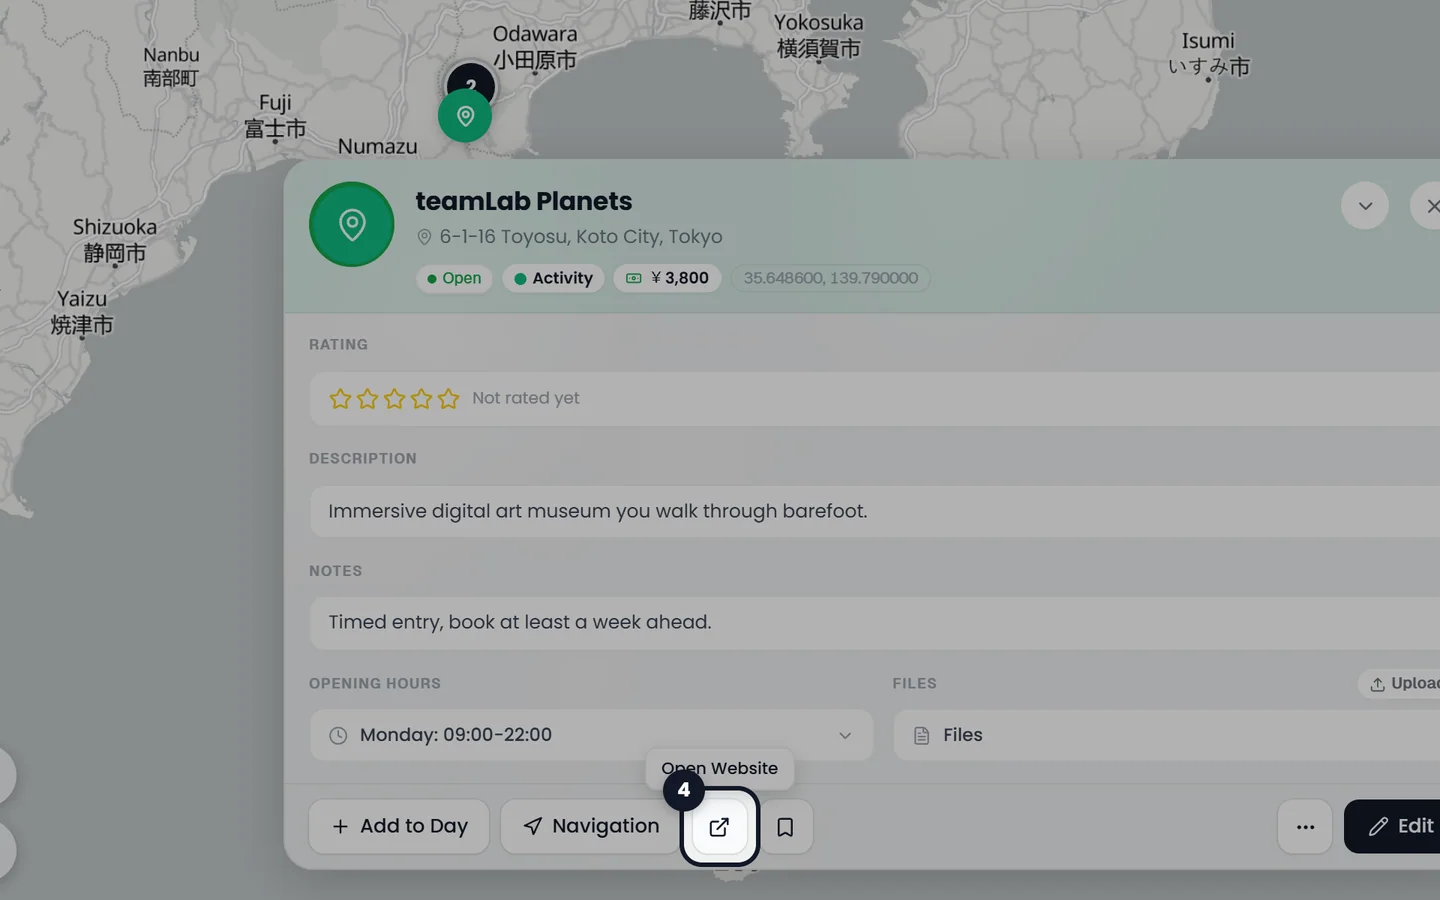 藤沢市
Yokosuka
横須賀市
Odawara
小田原市
Isumi
いすみ市
Nanbu
南部町
Fuji
富士市
2
Numazu
Shizuoka
静岡市
Yaizu
焼津市
teamLab Planets
6-1-16 Toyosu, Koto City, Tokyo
Open
Activity
¥ 3,800
35.648600, 139.790000
RATING
Not rated yet
DESCRIPTION
Immersive digital art museum you walk through barefoot.
NOTES
Timed entry, book at least a week ahead.
OPENING HOURS
FILES
Upload
Monday: 09:00-22:00
Files
Open Website
4
Add to Day
Navigation
Edit